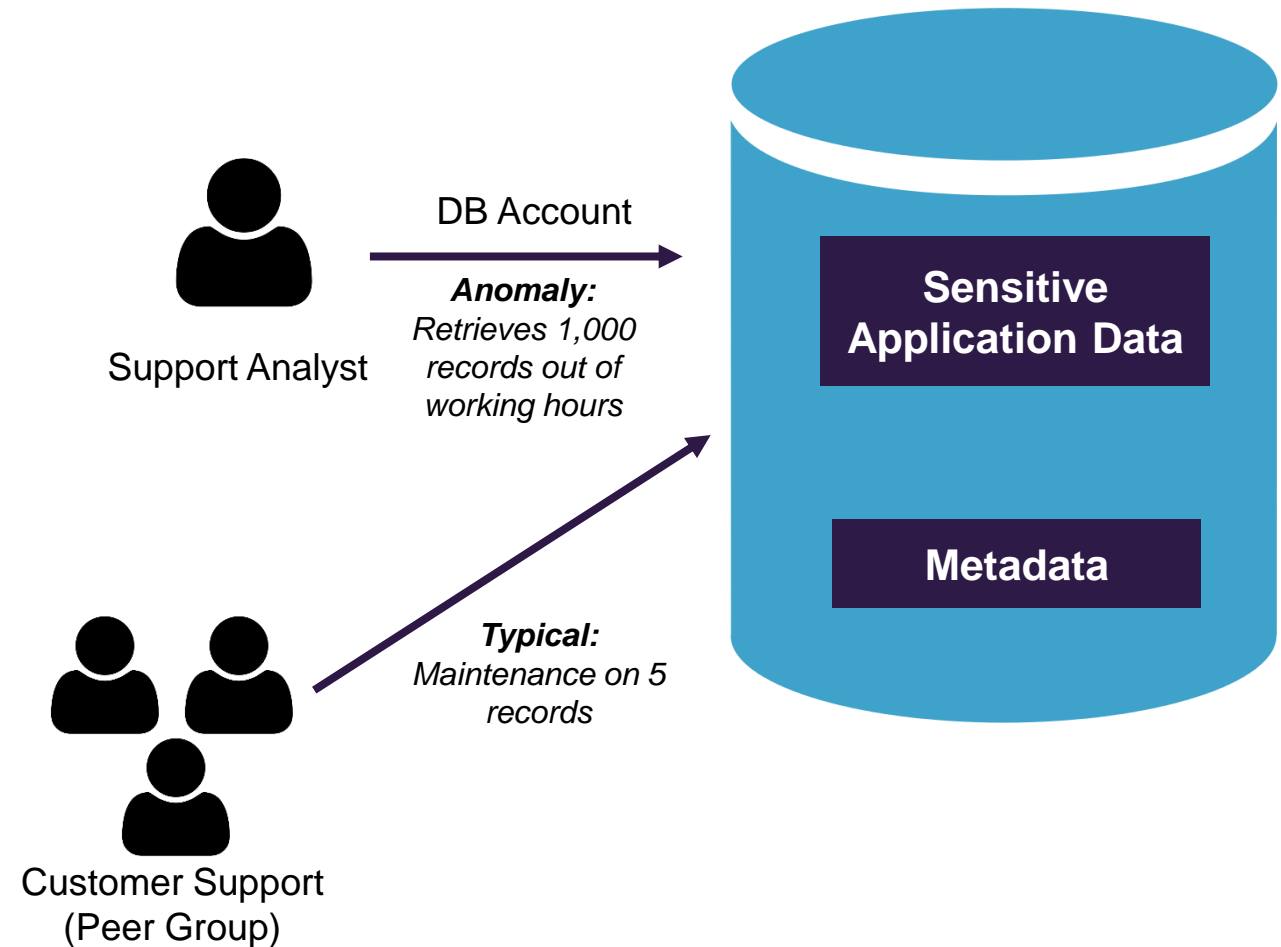 DB Account
Anomaly:
Retrieves 1,000
records out of
working hours
Support Analyst
Sensitive
Application Data
Metadata
Typical:
Maintenance on 5
records
Customer Support
(Peer Group)